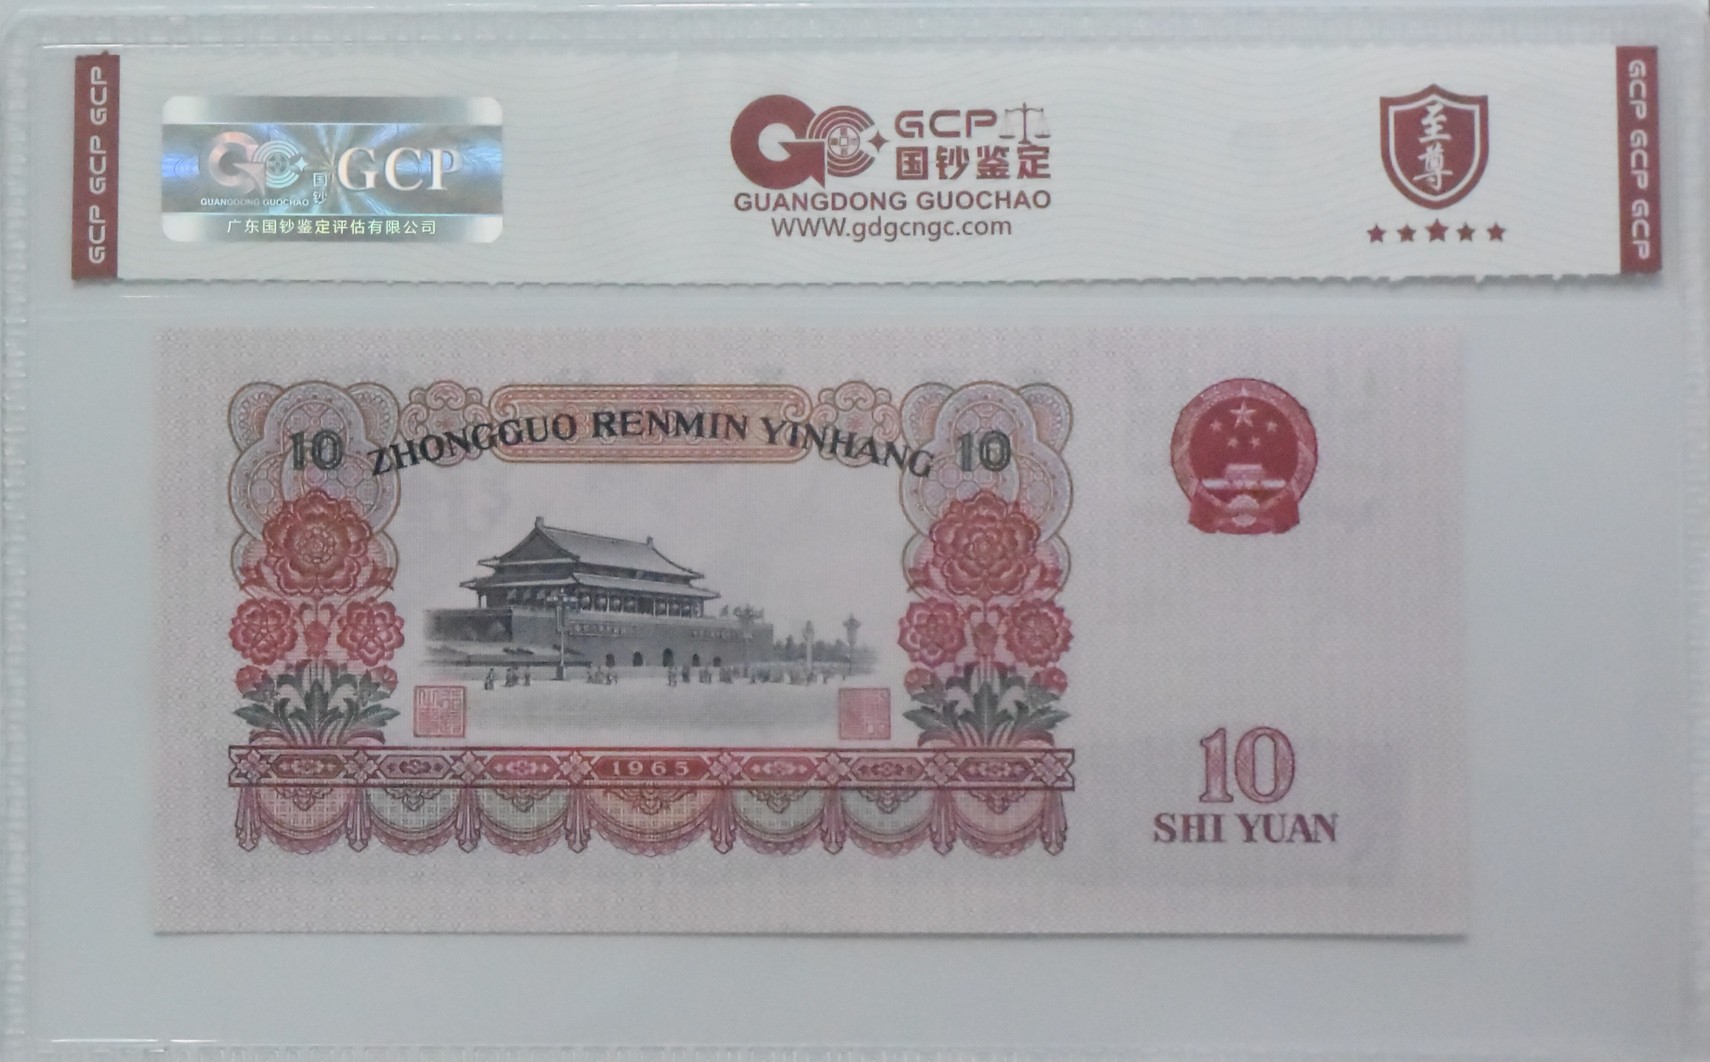 GCP GCP GCP
GCP
国
钞
GUANGDONG GUOCHAO
广东国钞鉴定评估有限公司
GCP
国钞鉴定
GUANGDONG GUOCHAO
WWW.gdgcngc.com
至
尊
GCP GCP GCP
10 ZHONGGUO RENMIN YINHANG 10
1965
10
SHI YUAN